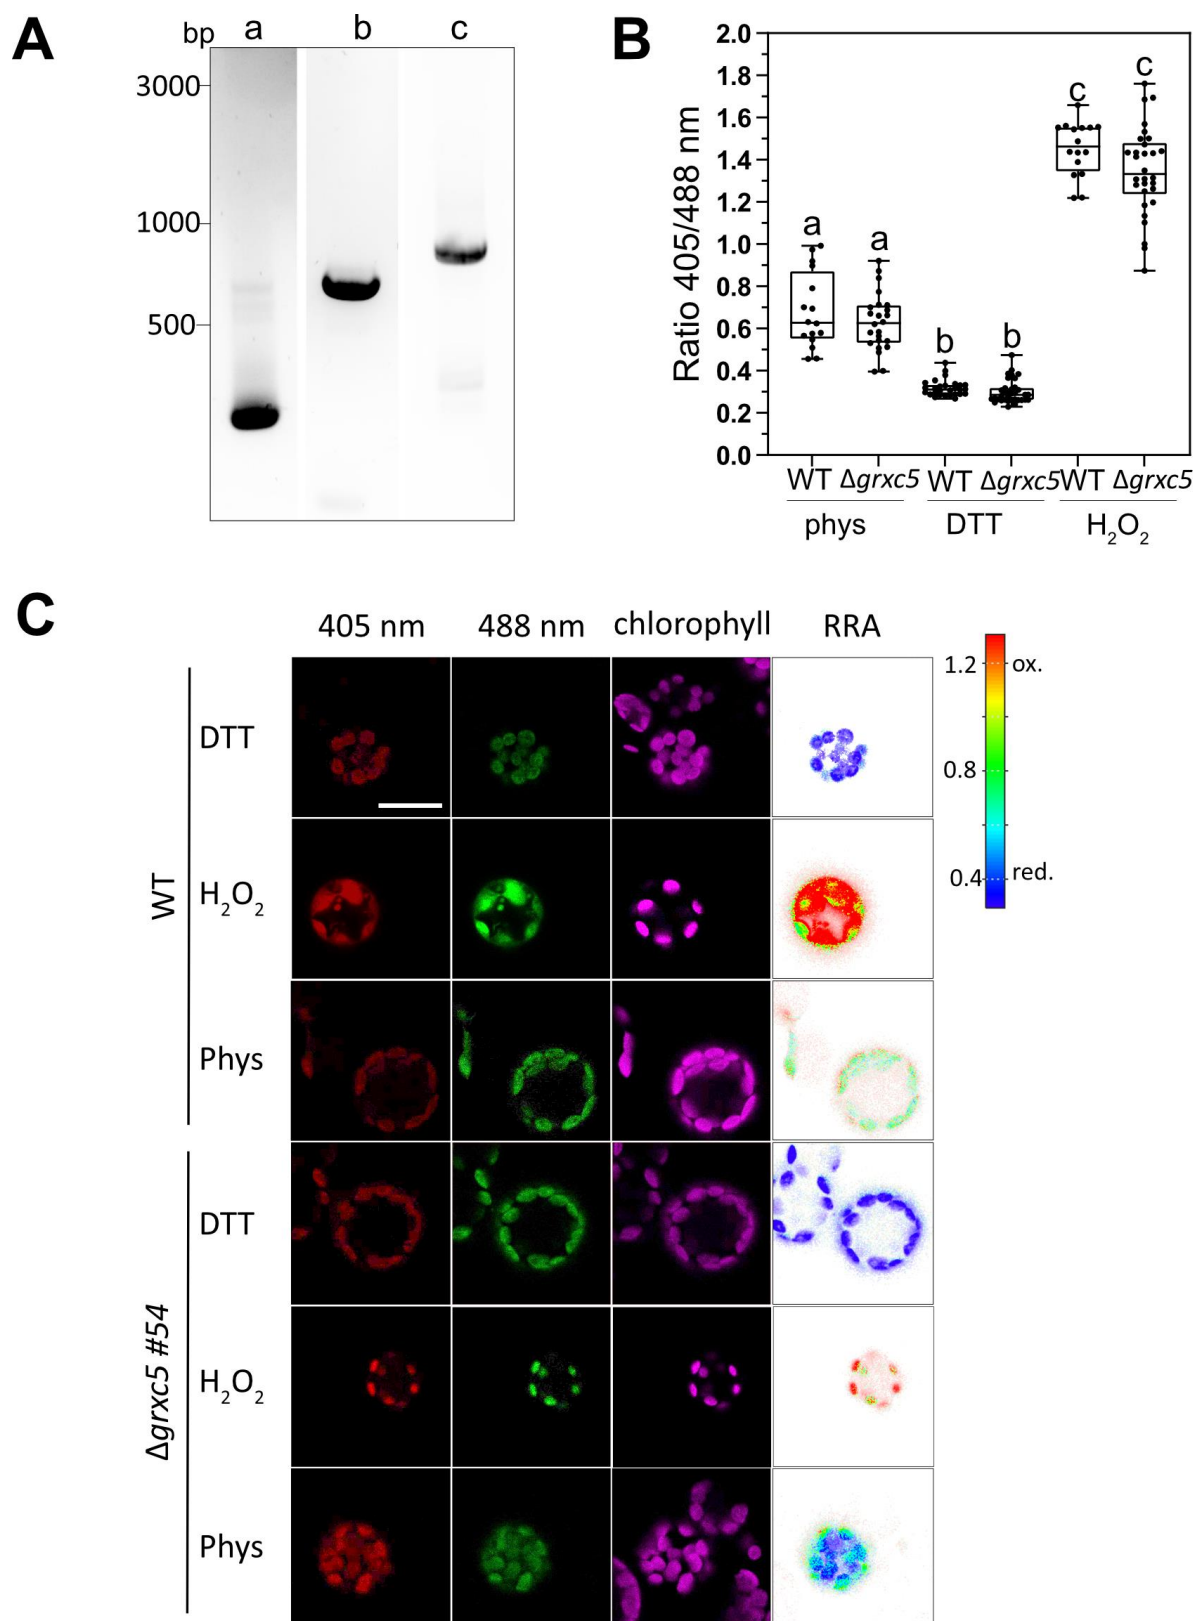 A
bp a b c
3000
1000
500
B
Ratio 405/488 nm
2.0
1.8
1.6
1.4
1.2
1.0
0.8
0.6
0.4
0.2
0.0
a a b b c c
WT Δgrxc5 WT Δgrxc5 WT Δgrxc5
phys DTT H₂O₂
C
405 nm 488 nm chlorophyll RRA
1.2 ox.
0.8
0.4 red.
WT
DTT
H₂O₂
Phys
Δgrxc5 #54
DTT
H₂O₂
Phys